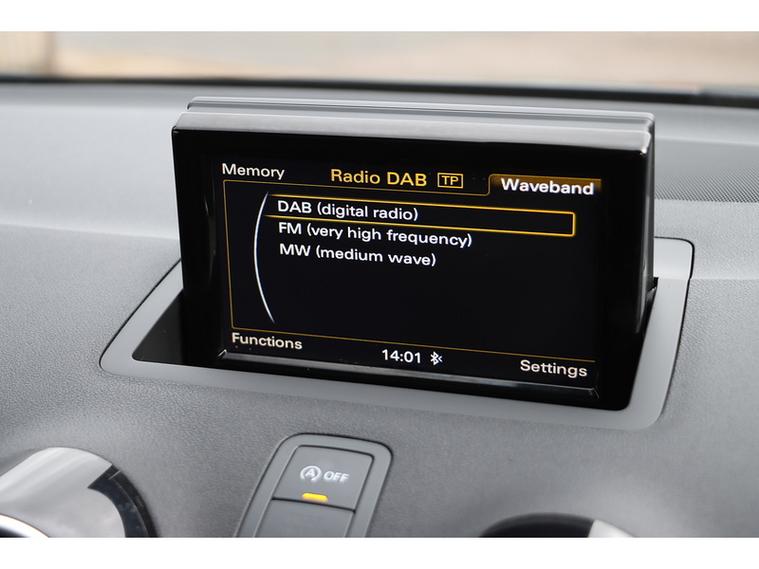 Memory Radio DAB TP Waveband
DAB (digital radio)
FM (very high frequency)
MW (medium wave)
Functions 14:01 Settings
A OFF